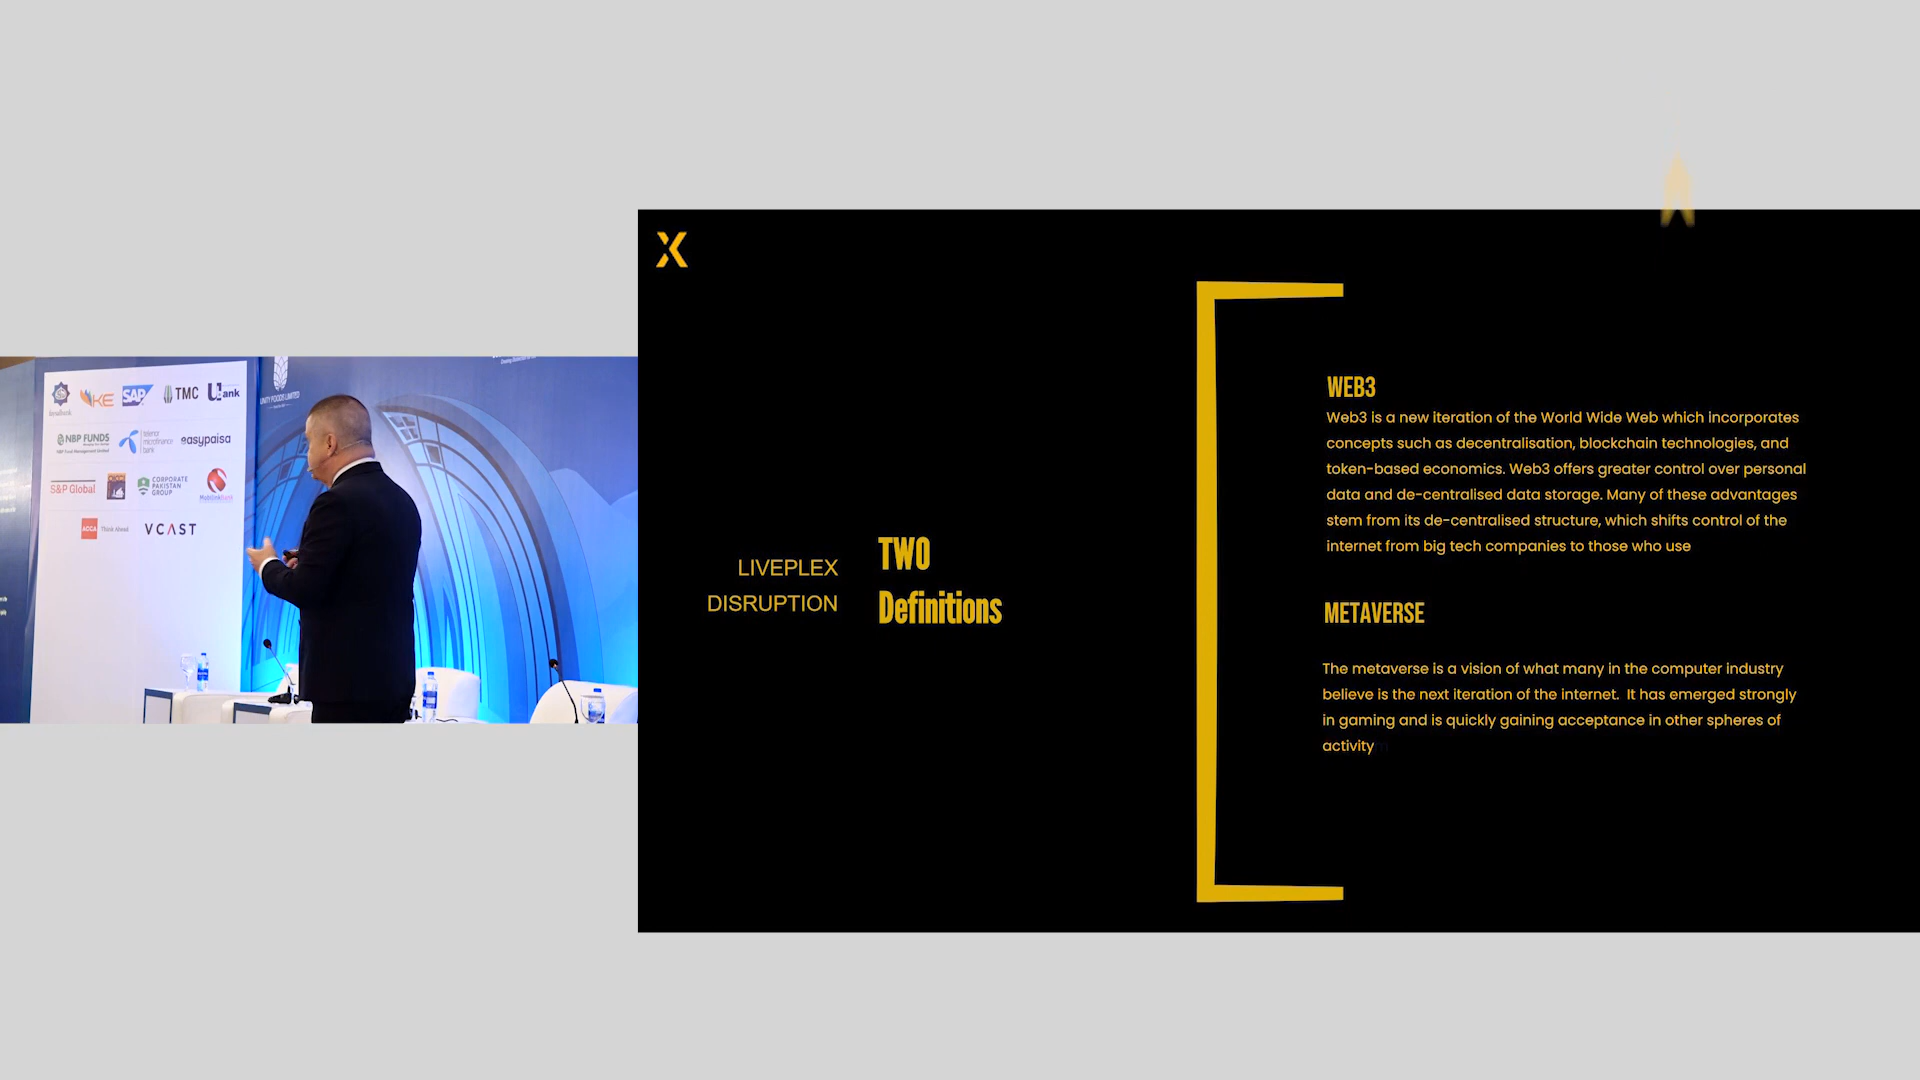 KE
SAP
TMC
UBank
NBP FUNDS
telenor
microfinance
bank
easypaisa
S&P Global
CORPORATE
PAKISTAN
GROUP
MobilinkBank
ACCA
Think Ahead
VCAST
UNITY FOODS LIMITED
X
LIVEPLEX
DISRUPTION
TWO
Definitions
WEB3
Web3 is a new iteration of the World Wide Web which incorporates
concepts such as decentralisation, blockchain technologies, and
token-based economics. Web3 offers greater control over personal
data and de-centralised data storage. Many of these advantages
stem from its de-centralised structure, which shifts control of the
internet from big tech companies to those who use
METAVERSE
The metaverse is a vision of what many in the computer industry
believe is the next iteration of the internet. It has emerged strongly
in gaming and is quickly gaining acceptance in other spheres of
activity